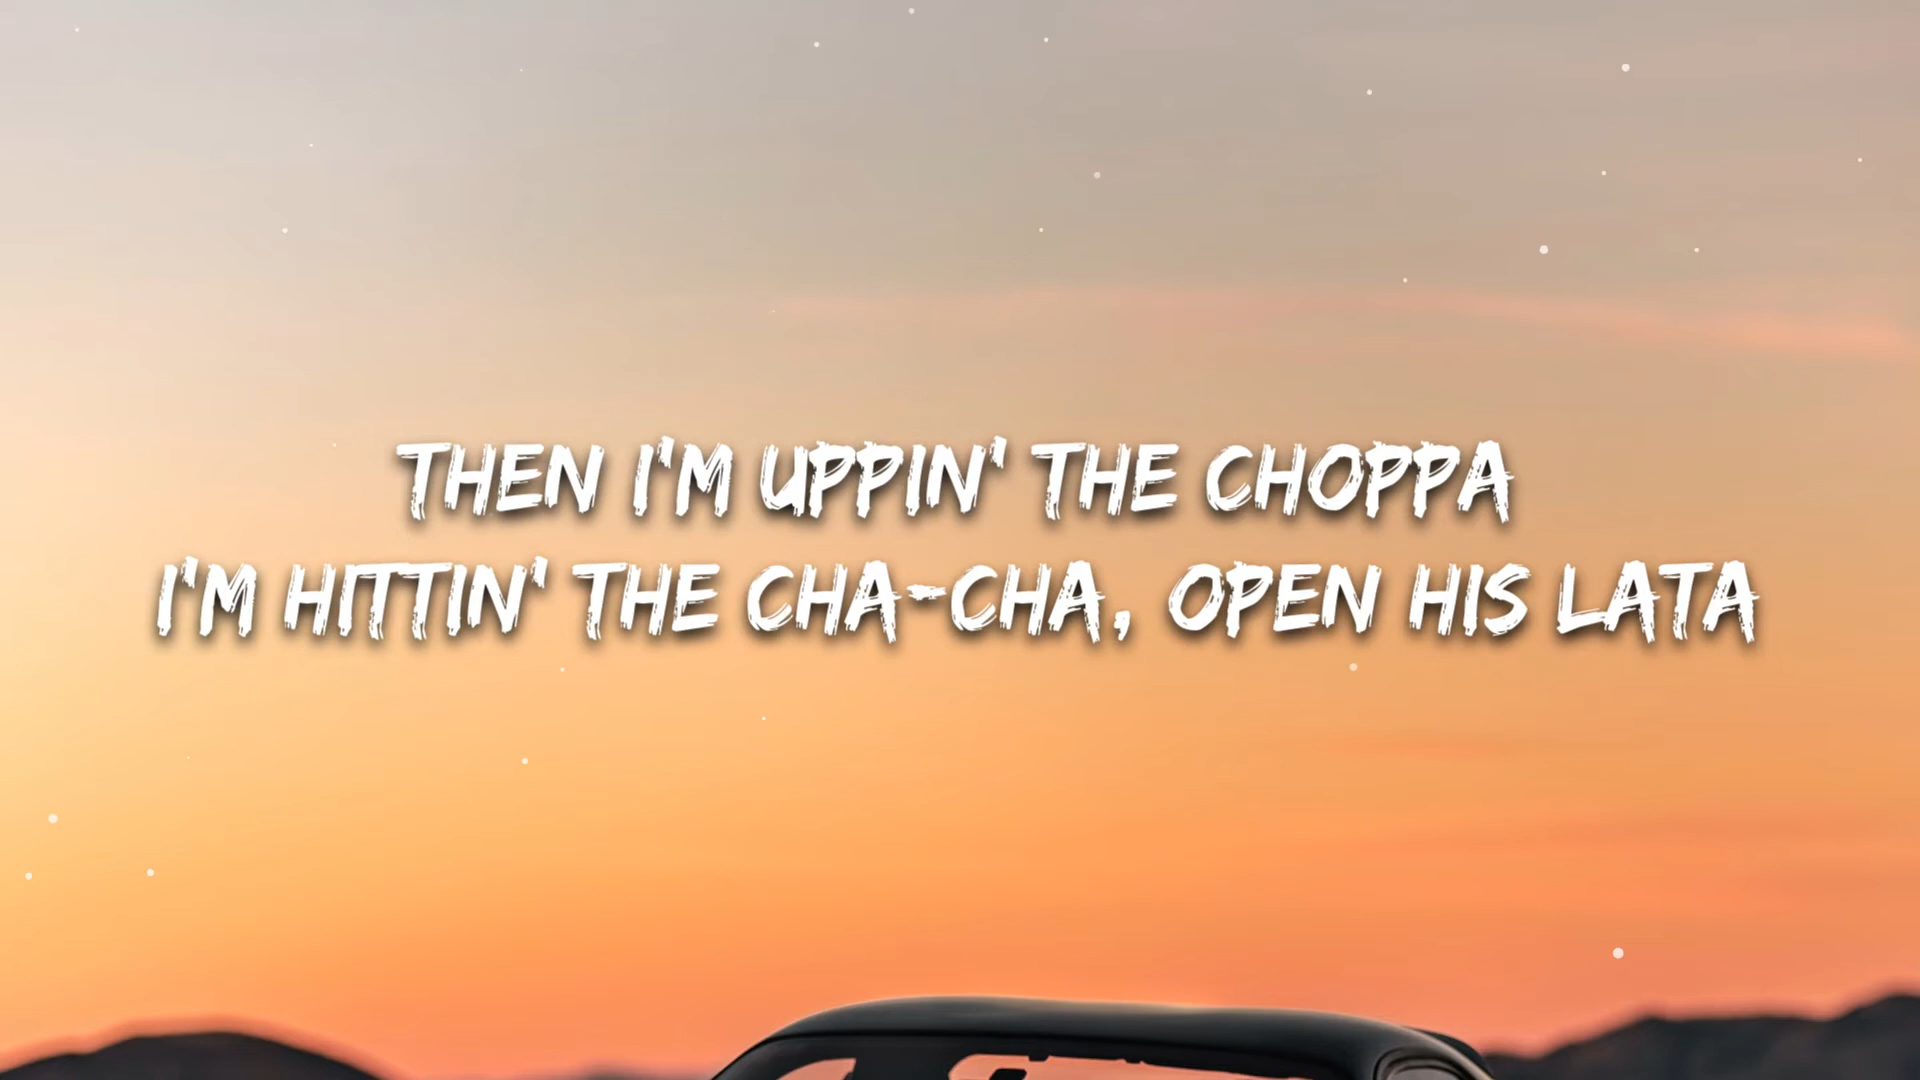 THEN I'M UPPIN' THE CHOPPA
I'M HITTIN' THE CHA-CHA, OPEN HIS LATA